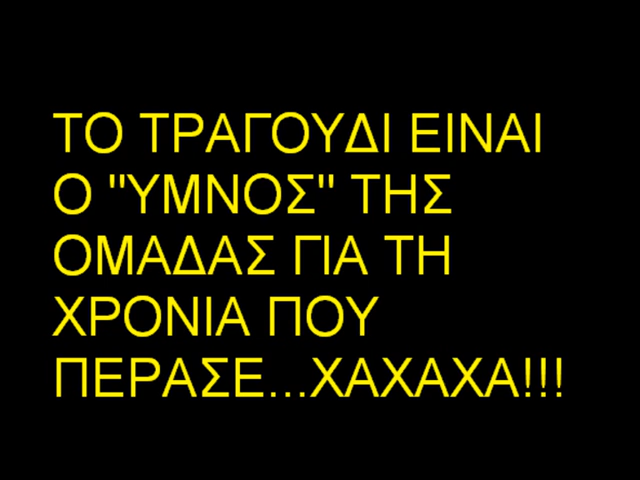 ΤΟ ΤΡΑΓΟΥΔΙ ΕΙΝΑΙ
Ο "ΥΜΝΟΣ" ΤΗΣ
ΟΜΑΔΑΣ ΓΙΑ ΤΗ
ΧΡΟΝΙΑ ΠΟΥ
ΠΕΡΑΣΕ...ΧΑΧΑΧΑ!!!